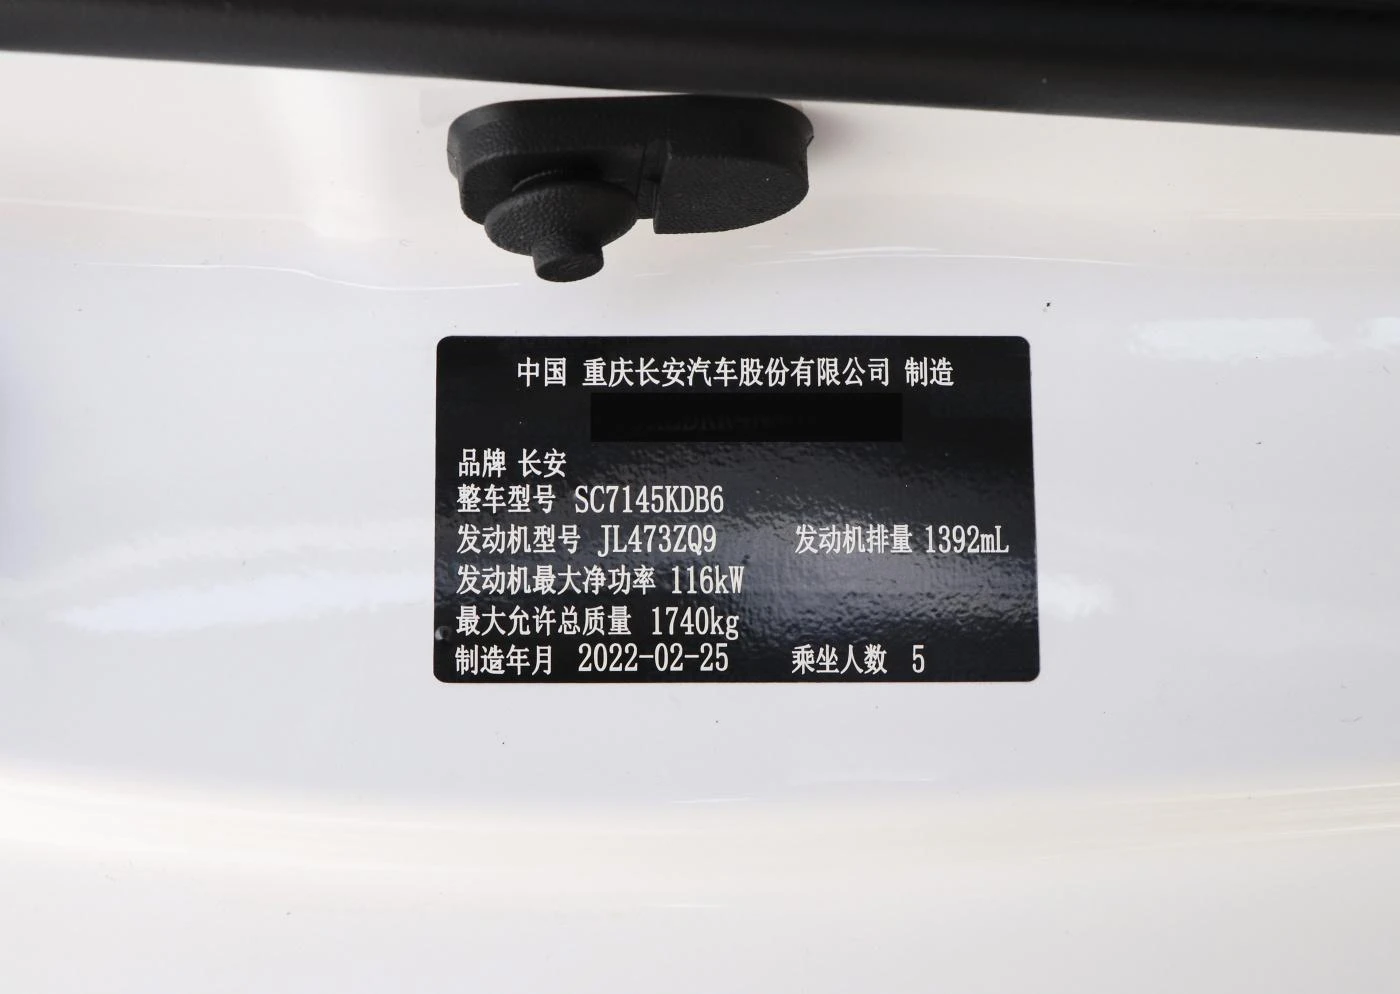 中国 重庆长安汽车股份有限公司 制造
品牌 长安
整车型号 SC7145KDB6
发动机型号 JL473ZQ9 发动机排量 1392mL
发动机最大净功率 116kW
最大允许总质量 1740kg
制造年月 2022-02-25 乘坐人数 5